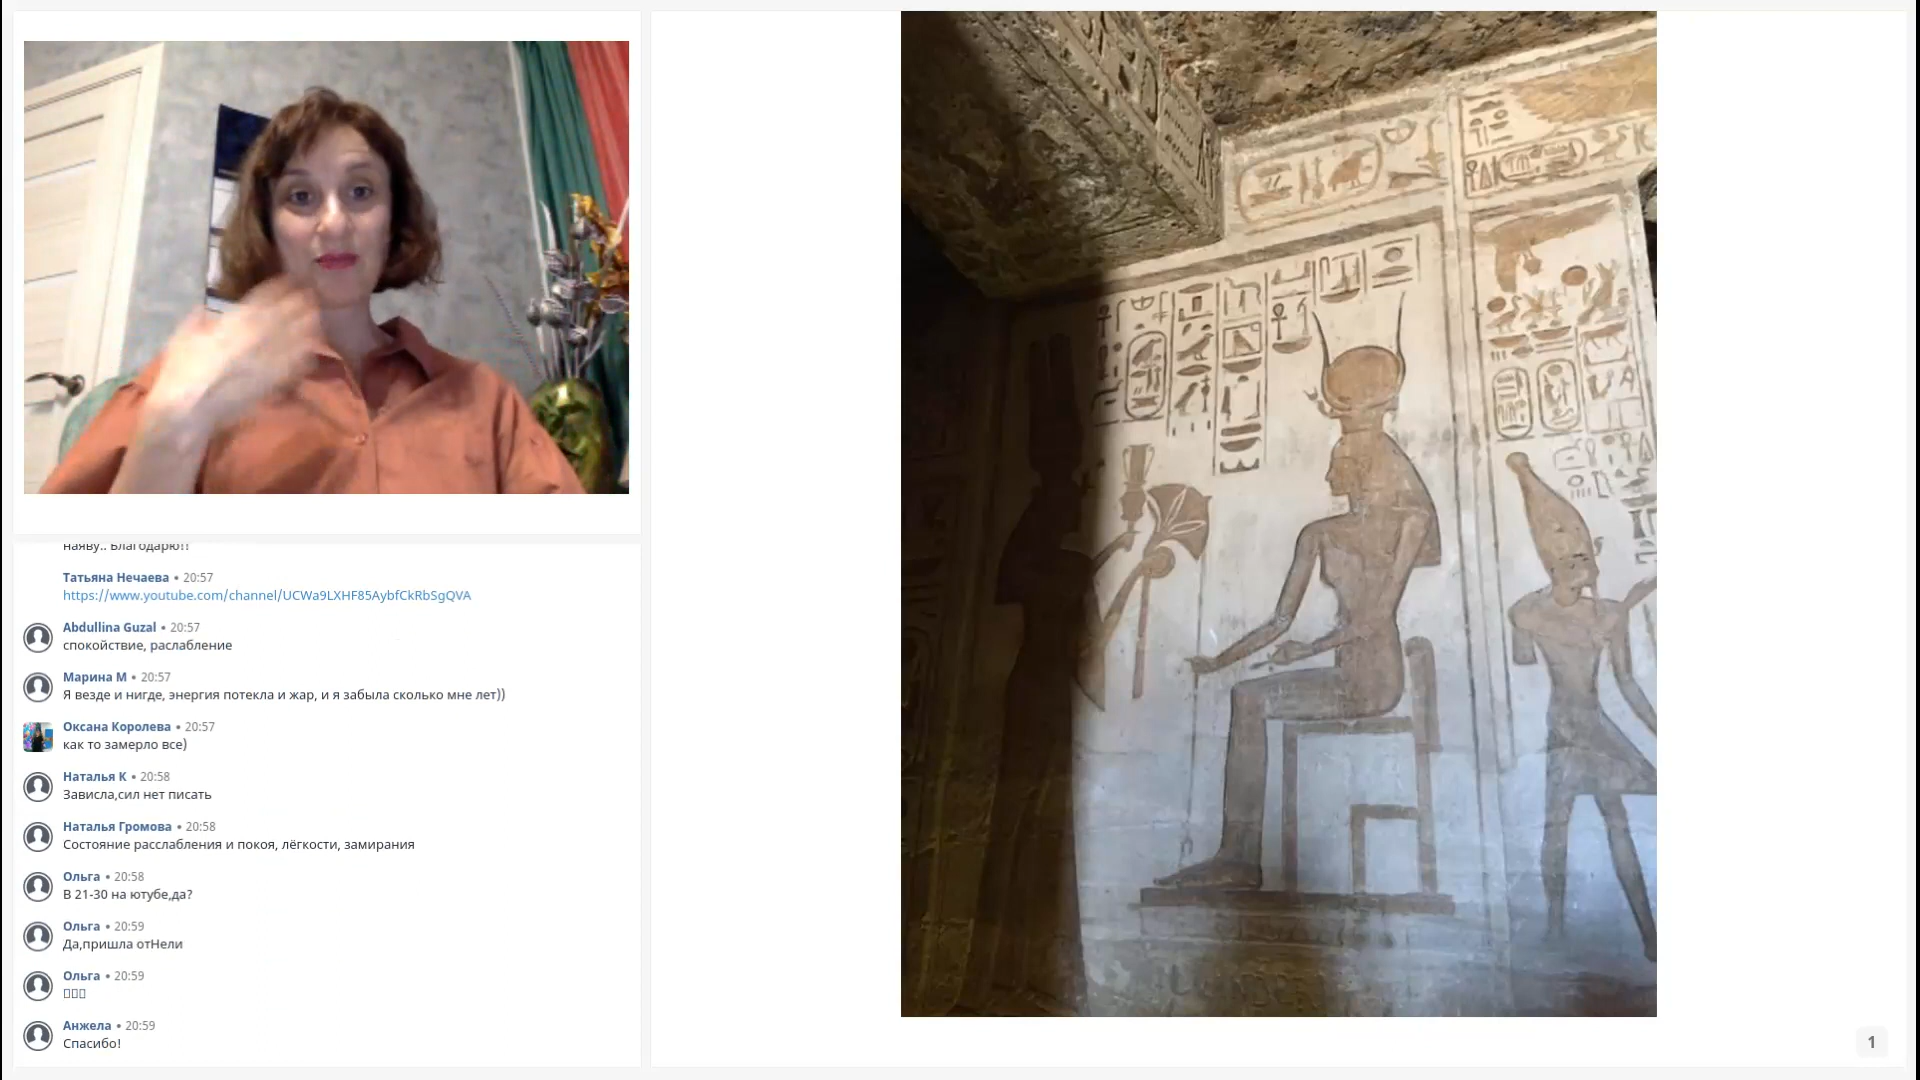 наяву.. Благодарю!!
Татьяна Нечаева • 20:57
https://www.youtube.com/channel/UCWa9LXHF85AybfCkRbSgQVA
Abdullina Guzal • 20:57
спокойствие, раслабление
Марина М • 20:57
Я везде и нигде, энергия потекла и жар, и я забыла сколько мне лет))
Оксана Королева • 20:57
как то замерло все)
Наталья К • 20:58
Зависла,сил нет писать
Наталья Громова • 20:58
Состояние расслабления и покоя, лёгкости, замирания
Ольга • 20:58
В 21-30 на ютубе,да?
Ольга • 20:59
Да,пришла отНели
Ольга • 20:59
Анжела • 20:59
Спасибо!
1